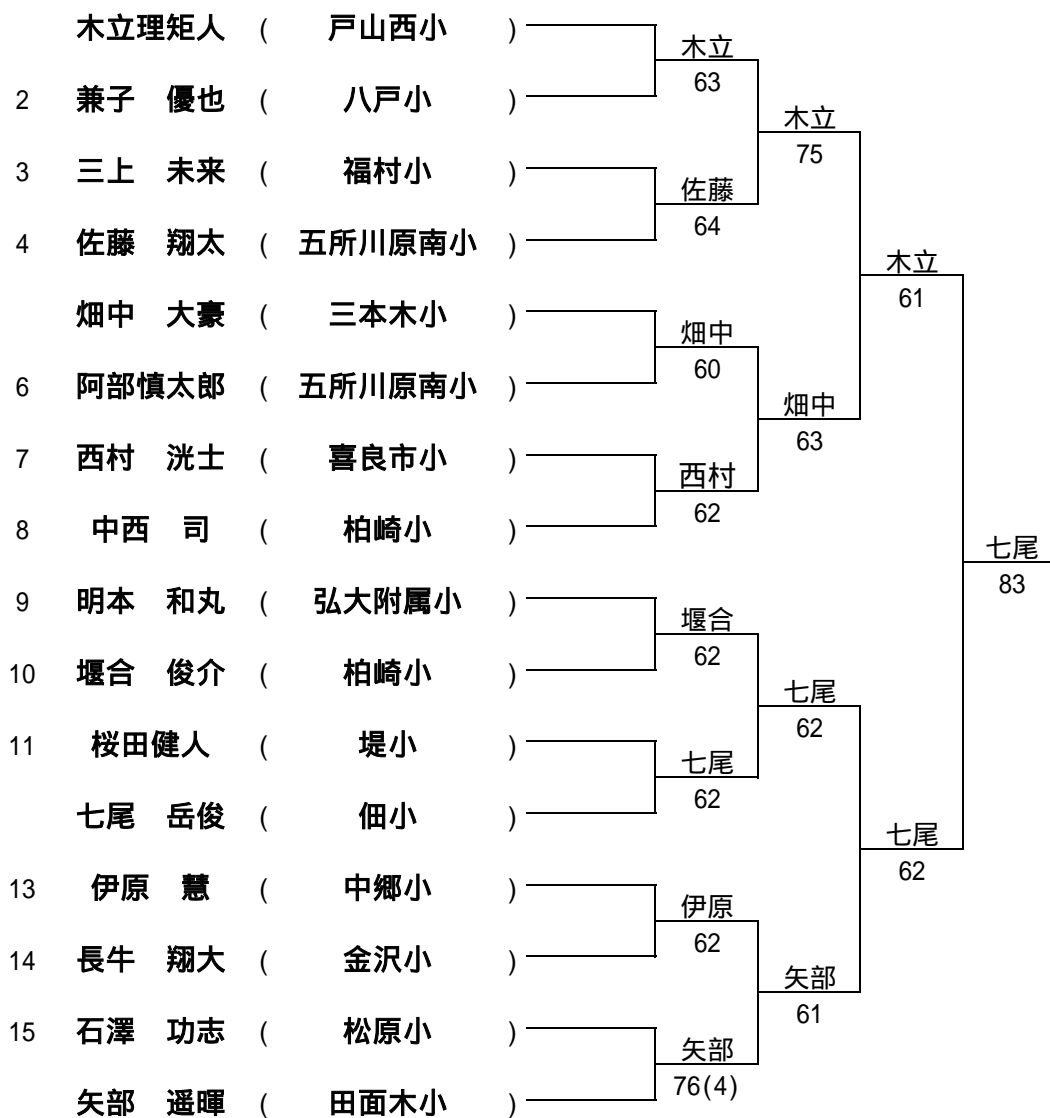 木立理矩人 ( 戸山西小 )
木立
63
2 兼子 優也 ( 八戸小 )
木立
75
3 三上 未来 ( 福村小 )
佐藤
64
4 佐藤 翔太 ( 五所川原南小 )
木立
61
畑中 大豪 ( 三本木小 )
畑中
60
6 阿部慎太郎 ( 五所川原南小 )
畑中
63
7 西村 洸士 ( 喜良市小 )
西村
62
8 中西 司 ( 柏崎小 )
七尾
83
9 明本 和丸 ( 弘大附属小 )
堰合
62
10 堰合 俊介 ( 柏崎小 )
七尾
62
11 桜田健人 ( 堤小 )
七尾
62
七尾 岳俊 ( 佃小 )
七尾
62
13 伊原 慧 ( 中郷小 )
伊原
62
14 長牛 翔大 ( 金沢小 )
矢部
61
15 石澤 功志 ( 松原小 )
矢部
76(4)
矢部 遥暉 ( 田面木小 )